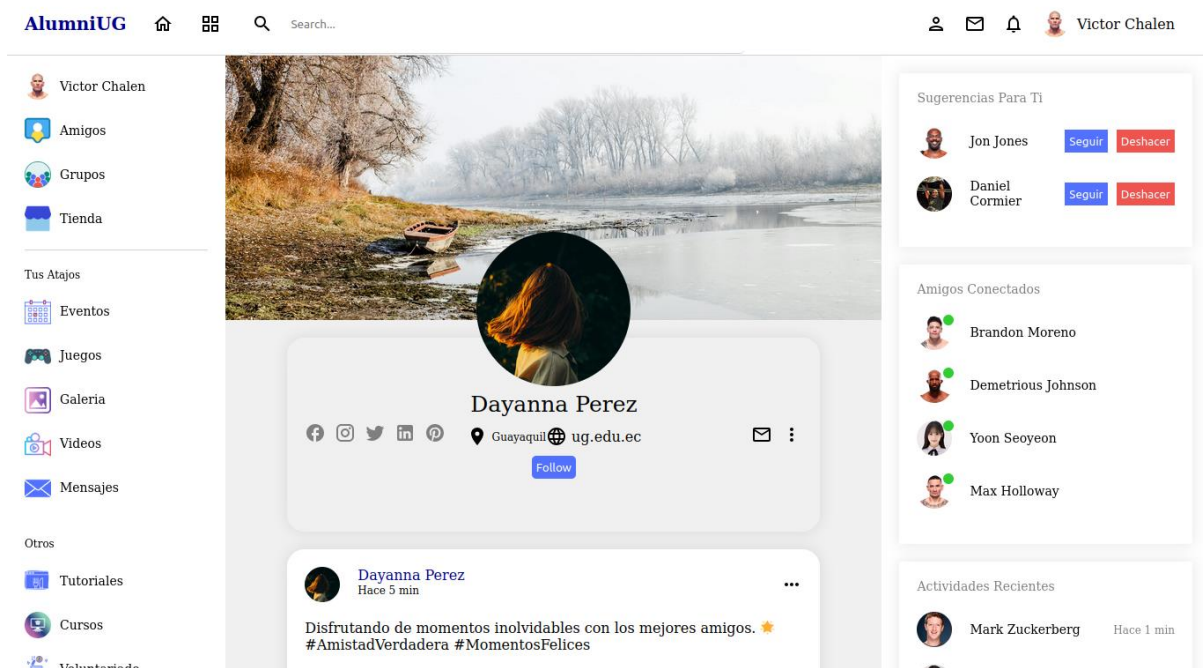 AlumniUG
Search...
Victor Chalen
Victor Chalen
Amigos
Grupos
Tienda
Tus Atajos
Eventos
Juegos
Galeria
Videos
Mensajes
Otros
Tutoriales
Cursos
Voluntariado
Dayanna Perez
Guayaquil ug.edu.ec
Follow
Dayanna Perez
Hace 5 min
Disfrutando de momentos inolvidables con los mejores amigos. 🌟
#AmistadVerdadera #MomentosFelices
Sugerencias Para Ti
Jon Jones Seguir Deshacer
Daniel
Cormier Seguir Deshacer
Amigos Conectados
Brandon Moreno
Demetrious Johnson
Yoon Seoyeon
Max Holloway
Actividades Recientes
Mark Zuckerberg Hace 1 min